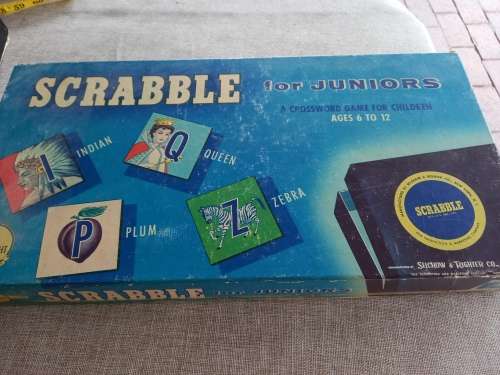 SCRABBLE for JUNIORS
A CROSSWORD GAME FOR CHILDREN
AGES 6 TO 12
I INDIAN
Q QUEEN
P PLUM
Z ZEBRA
SCRABBLE
SELCHOW & RIGHTER CO.
SCRABBLE for JUNIORS